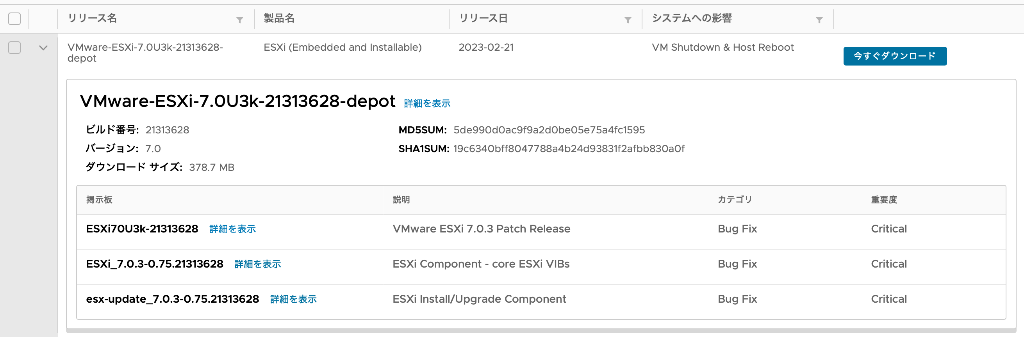 リリース名 製品名 リリース日 システムへの影響
VMware-ESXi-7.0U3k-21313628-depot ESXi (Embedded and Installable) 2023-02-21 VM Shutdown & Host Reboot 今すぐダウンロード
VMware-ESXi-7.0U3k-21313628-depot 詳細を表示
ビルド番号: 21313628 MD5SUM: 5de990d0ac9f9a2d0be05e75a4fc1595
バージョン: 7.0 SHA1SUM: 19c6340bff8047788a4b24d93831f2afbb830a0f
ダウンロード サイズ: 378.7 MB
掲示板 説明 カテゴリ 重要度
ESXi70U3k-21313628 詳細を表示 VMware ESXi 7.0.3 Patch Release Bug Fix Critical
ESXi_7.0.3-0.75.21313628 詳細を表示 ESXi Component - core ESXi VIBs Bug Fix Critical
esx-update_7.0.3-0.75.21313628 詳細を表示 ESXi Install/Upgrade Component Bug Fix Critical